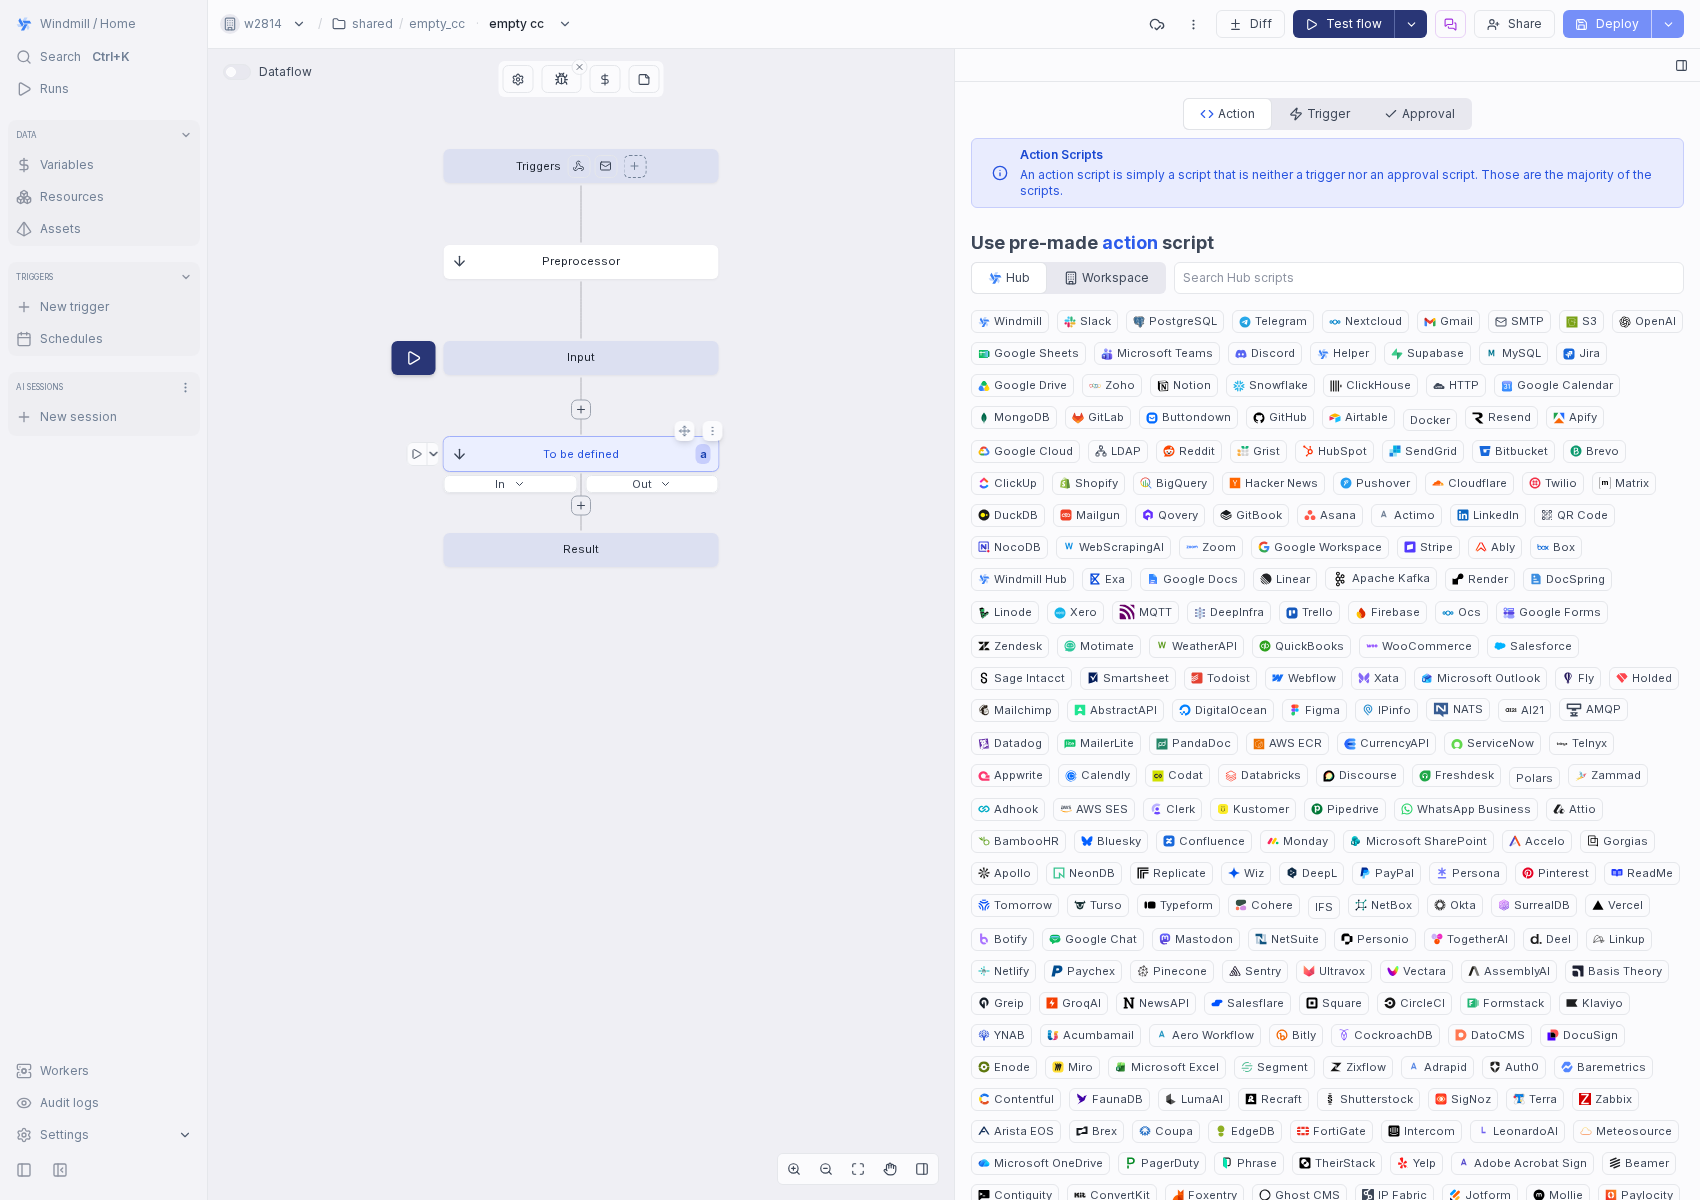 Windmill / Home
w2814 / shared / empty_cc · empty cc
Diff
Test flow
Share
Deploy
Search Ctrl+K
Runs
DATA
Variables
Resources
Assets
TRIGGERS
New trigger
Schedules
AI SESSIONS
New session
Workers
Audit logs
Settings
Dataflow
Triggers
Preprocessor
Input
To be defined
a
In
Out
Result
Action
Trigger
Approval
Action Scripts
An action script is simply a script that is neither a trigger nor an approval script. Those are the majority of the
scripts.
Use pre-made action script
Hub
Workspace
Search Hub scripts
Windmill Slack PostgreSQL Telegram Nextcloud Gmail SMTP S3 OpenAI
Google Sheets Microsoft Teams Discord Helper Supabase MySQL Jira
Google Drive Zoho Notion Snowflake ClickHouse HTTP Google Calendar
MongoDB GitLab Buttondown GitHub Airtable Docker Resend Apify
Google Cloud LDAP Reddit Grist HubSpot SendGrid Bitbucket Brevo
ClickUp Shopify BigQuery Hacker News Pushover Cloudflare Twilio Matrix
DuckDB Mailgun Qovery GitBook Asana Actimo LinkedIn QR Code
NocoDB WebScrapingAI Zoom Google Workspace Stripe Ably Box
Windmill Hub Exa Google Docs Linear Apache Kafka Render DocSpring
Linode Xero MQTT DeepInfra Trello Firebase Ocs Google Forms
Zendesk Motimate WeatherAPI QuickBooks WooCommerce Salesforce
Sage Intacct Smartsheet Todoist Webflow Xata Microsoft Outlook Fly Holded
Mailchimp AbstractAPI DigitalOcean Figma IPinfo NATS AI21 AMQP
Datadog MailerLite PandaDoc AWS ECR CurrencyAPI ServiceNow Telnyx
Appwrite Calendly Codat Databricks Discourse Freshdesk Polars Zammad
Adhook AWS SES Clerk Kustomer Pipedrive WhatsApp Business Attio
BambooHR Bluesky Confluence Monday Microsoft SharePoint Accelo Gorgias
Apollo NeonDB Replicate Wiz DeepL PayPal Persona Pinterest ReadMe
Tomorrow Turso Typeform Cohere IFS NetBox Okta SurrealDB Vercel
Botify Google Chat Mastodon NetSuite Personio TogetherAI Deel Linkup
Netlify Paychex Pinecone Sentry Ultravox Vectara AssemblyAI Basis Theory
Greip GroqAI NewsAPI Salesflare Square CircleCI Formstack Klaviyo
YNAB Acumbamail Aero Workflow Bitly CockroachDB DatoCMS DocuSign
Enode Miro Microsoft Excel Segment Zixflow Adrapid Auth0 Baremetrics
Contentful FaunaDB LumaAI Recraft Shutterstock SigNoz Terra Zabbix
Arista EOS Brex Coupa EdgeDB FortiGate Intercom LeonardoAI Meteosource
Microsoft OneDrive PagerDuty Phrase TheirStack Yelp Adobe Acrobat Sign Beamer
Contiguity ConvertKit Foxentry Ghost CMS IP Fabric Jotform Mollie Paylocity